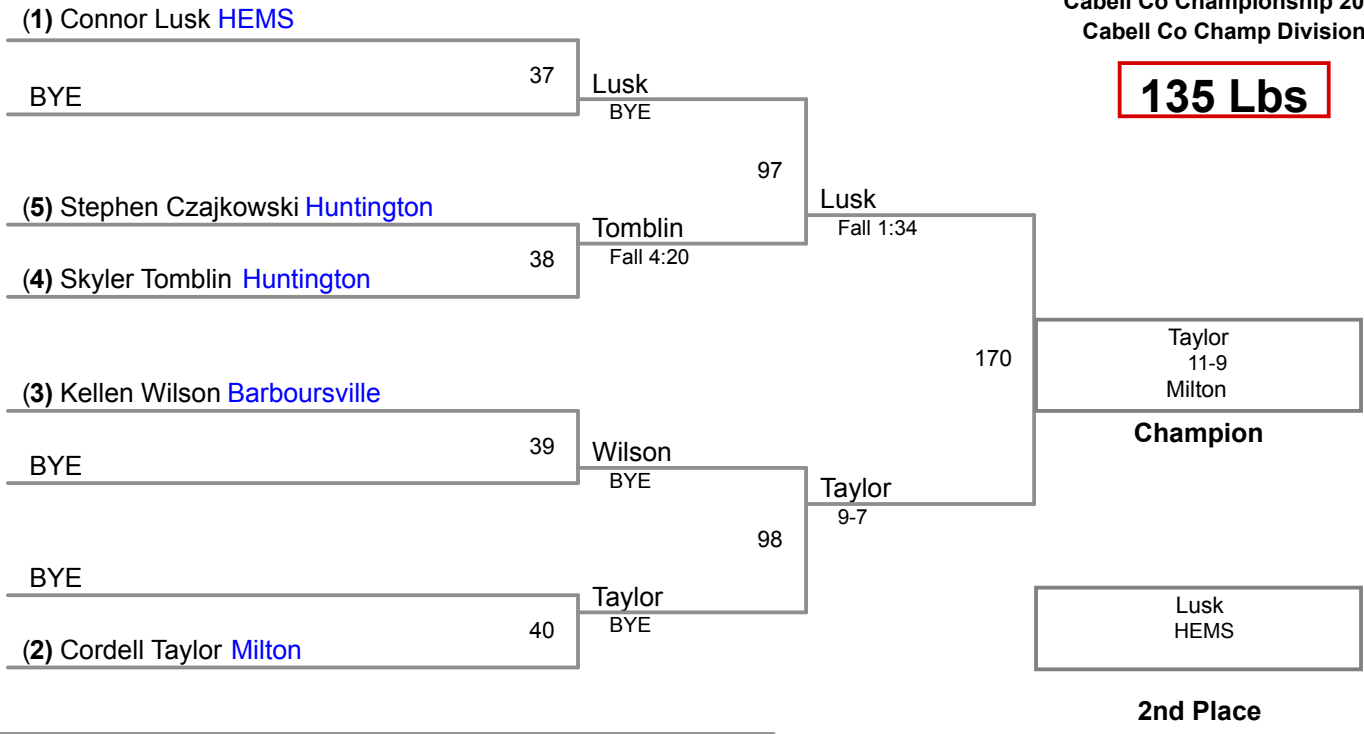 Cabell Co Championship 20
Cabell Co Champ Division
135 Lbs
(1) Connor Lusk HEMS
37
BYE
Lusk
BYE
97
(5) Stephen Czajkowski Huntington
38
(4) Skyler Tomblin Huntington
Tomblin
Fall 4:20
Lusk
Fall 1:34
170
(3) Kellen Wilson Barboursville
39
BYE
Wilson
BYE
98
BYE
40
(2) Cordell Taylor Milton
Taylor
BYE
Taylor
9-7
Taylor
11-9
Milton
Champion
Lusk
HEMS
2nd Place